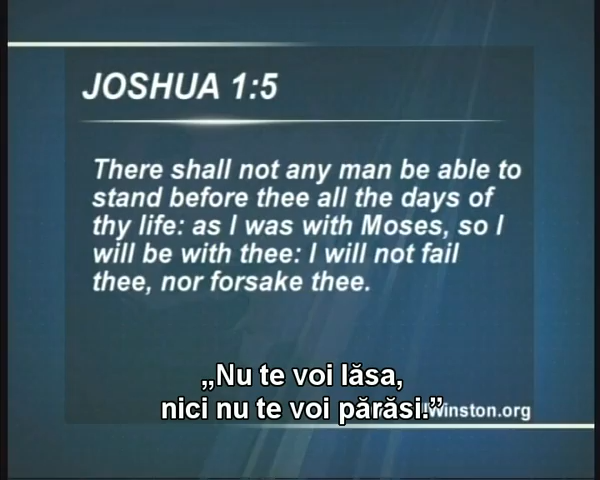 JOSHUA 1:5
There shall not any man be able to
stand before thee all the days of
thy life: as I was with Moses, so I
will be with thee: I will not fail
thee, nor forsake thee.
„Nu te voi lăsa,
nici nu te voi părăsi.”
Winston.org